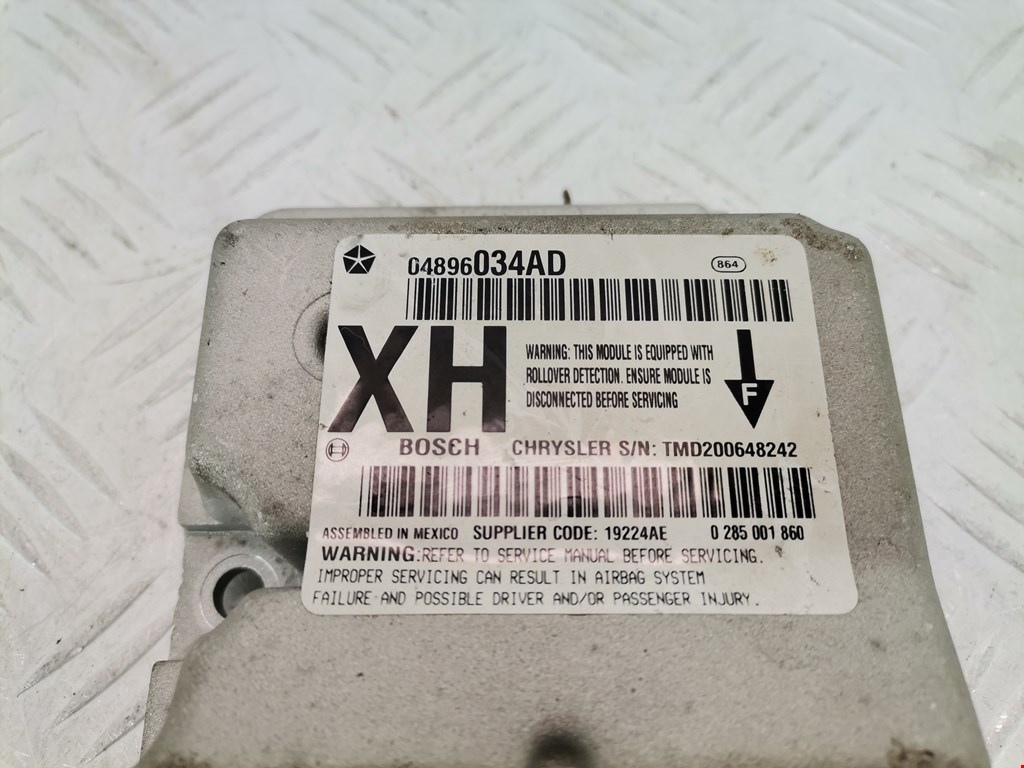 04896034AD 864
XH
WARNING: THIS MODULE IS EQUIPPED WITH
ROLLOVER DETECTION. ENSURE MODULE IS
DISCONNECTED BEFORE SERVICING
F
BOSCH CHRYSLER S/N: TMD200648242
ASSEMBLED IN MEXICO SUPPLIER CODE: 19224AE 0 285 001 860
WARNING:REFER TO SERVICE MANUAL BEFORE SERVICING.
IMPROPER SERVICING CAN RESULT IN AIRBAG SYSTEM
FAILURE AND POSSIBLE DRIVER AND/OR PASSENGER INJURY.